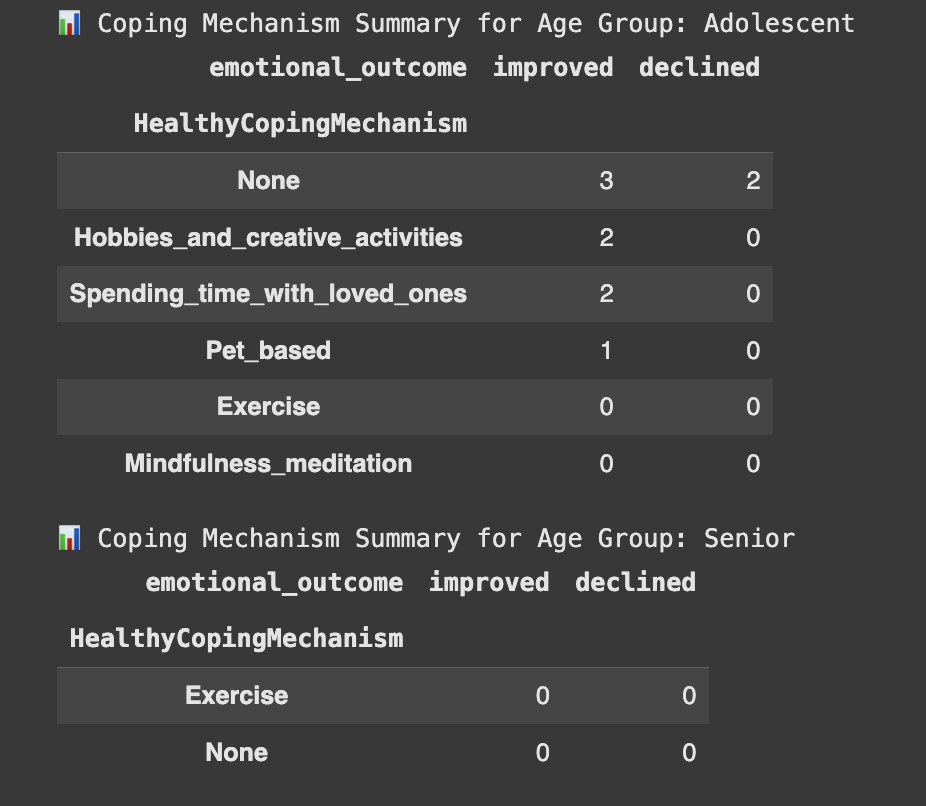 📊 Coping Mechanism Summary for Age Group: Adolescent
emotional_outcome improved declined
HealthyCopingMechanism
None 3 2
Hobbies_and_creative_activities 2 0
Spending_time_with_loved_ones 2 0
Pet_based 1 0
Exercise 0 0
Mindfulness_meditation 0 0
📊 Coping Mechanism Summary for Age Group: Senior
emotional_outcome improved declined
HealthyCopingMechanism
Exercise 0 0
None 0 0